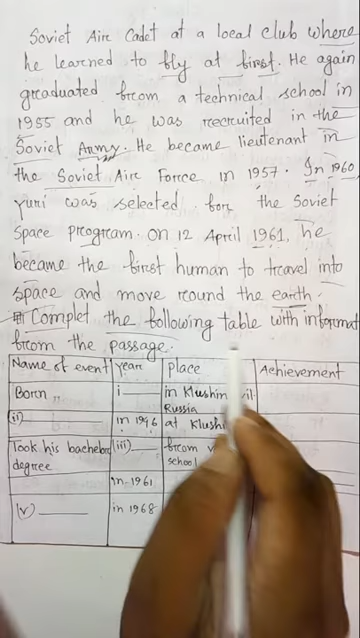 Soviet Air Cadet at a local club where
he learned to fly at first. He again
graduated from a technical school in
1955 and he was recruited in the
Soviet Army. He became lieutenant in
the Soviet Air Force in 1957. In 1960,
yuri was selected for the Soviet
space program. On 12 April 1961, he
became the first human to travel into
space and move round the earth.
Complet the following table with informat
from the passage.
Name of event year place Achievement
Born i in Klushin vil
Russia
(ii) in 1946 at Klushi
Took his bachelor (iii) from
degree school
in 1961
(v) in 1968